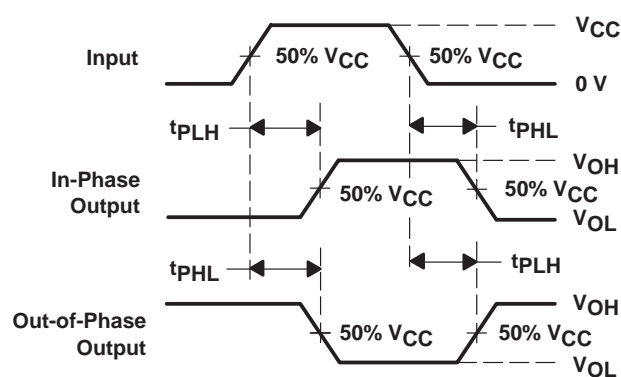 VCC
Input
50% VCC
50% VCC
0 V
tPLH
tPHL
In-Phase
Output
VOH
50% VCC
50% VCC
VOL
tPHL
tPLH
Out-of-Phase
Output
VOH
50% VCC
50% VCC
VOL